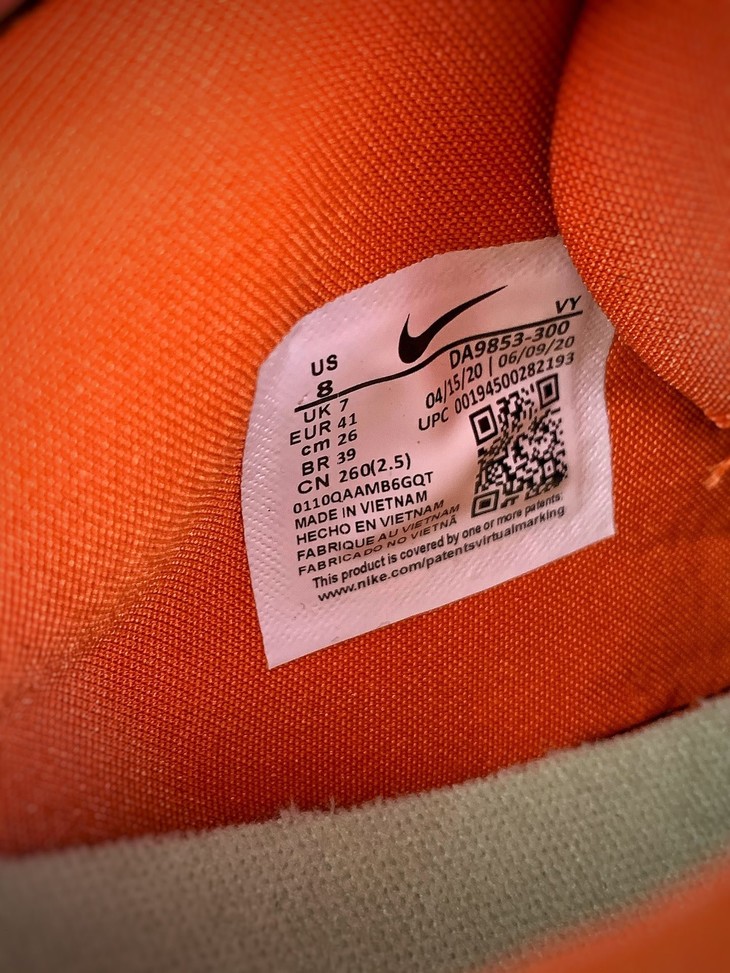 VY
US
8
DA9853-300
04/15/20 | 06/09/20
UPC 00194500282193
UK 7
EUR 41
cm 26
BR 39
CN 260(2.5)
0110QAAMB6GQT
MADE IN VIETNAM
HECHO EN VIETNAM
FABRIQUE AU VIETNAM
FABRICADO NO VIETNÃ
This product is covered by one or more patents:
www.nike.com/patentsvirtualmarking